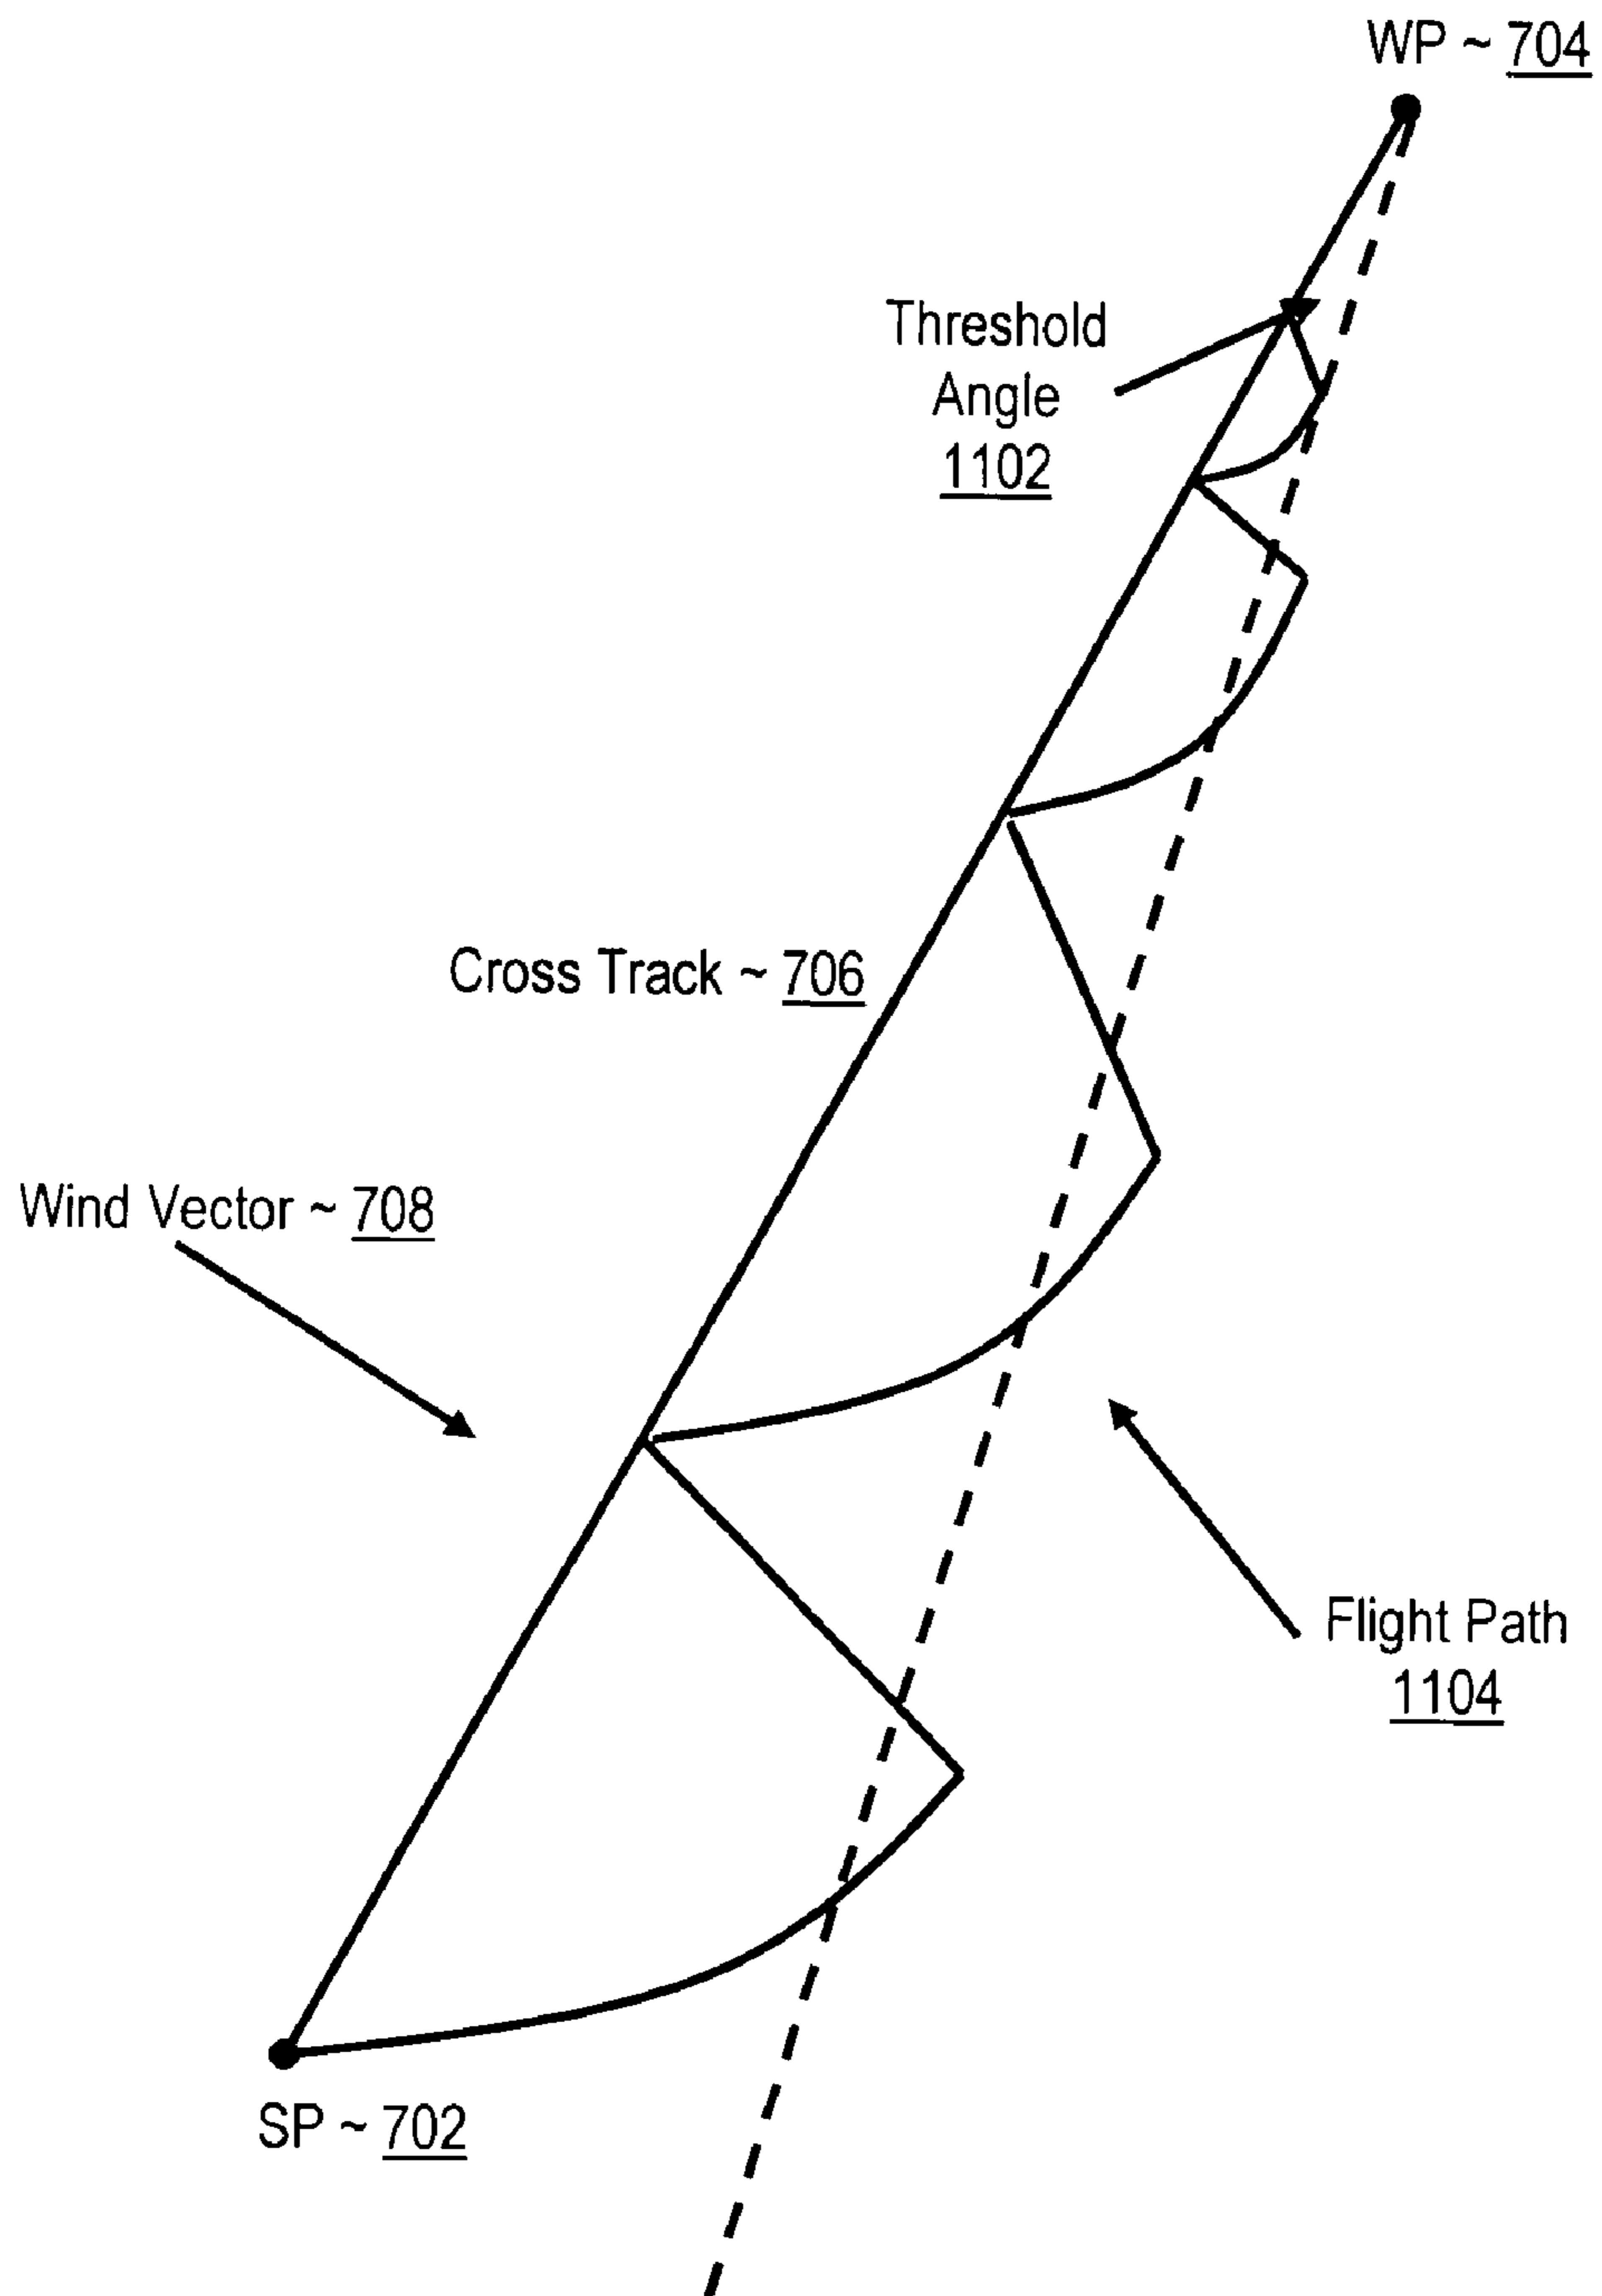 WP ~ 704
Threshold
Angle
1102
Cross Track ~ 706
Wind Vector ~ 708
Flight Path
1104
SP ~ 702